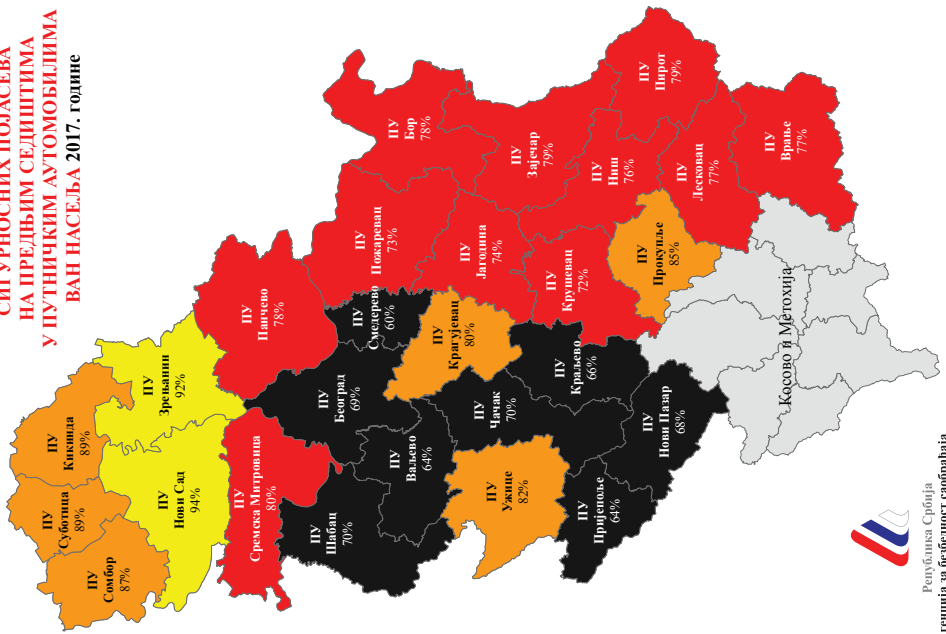 СИГУРНОСНИХ ПОЈАСЕВА
НА ПРЕДЊИМ СЕДИШТИМА
У ПУТНИЧКИМ АУТОМОБИЛИМА
ВАН НАСЕЉА 2017. године
ПУ
Суботица
89%
ПУ
Кикинда
89%
ПУ
Сомбор
87%
ПУ
Нови Сад
94%
ПУ
Зрењанин
92%
ПУ
Сремска Митровица
80%
ПУ
Панчево
78%
ПУ
Шабац
70%
ПУ
Београд
69%
ПУ
Смедерево
60%
ПУ
Пожаревац
73%
ПУ
Бор
78%
ПУ
Ваљево
64%
ПУ
Крагујевац
80%
ПУ
Јагодина
74%
ПУ
Зајечар
79%
ПУ
Ужице
82%
ПУ
Чачак
70%
ПУ
Краљево
66%
ПУ
Крушевац
72%
ПУ
Ниш
76%
ПУ
Пирот
79%
ПУ
Пријепоље
64%
ПУ
Нови Пазар
68%
ПУ
Прокупље
85%
ПУ
Лесковац
77%
ПУ
Врање
77%
Косово и Метохија
Република Србија
генција за безбедност саобраћаја